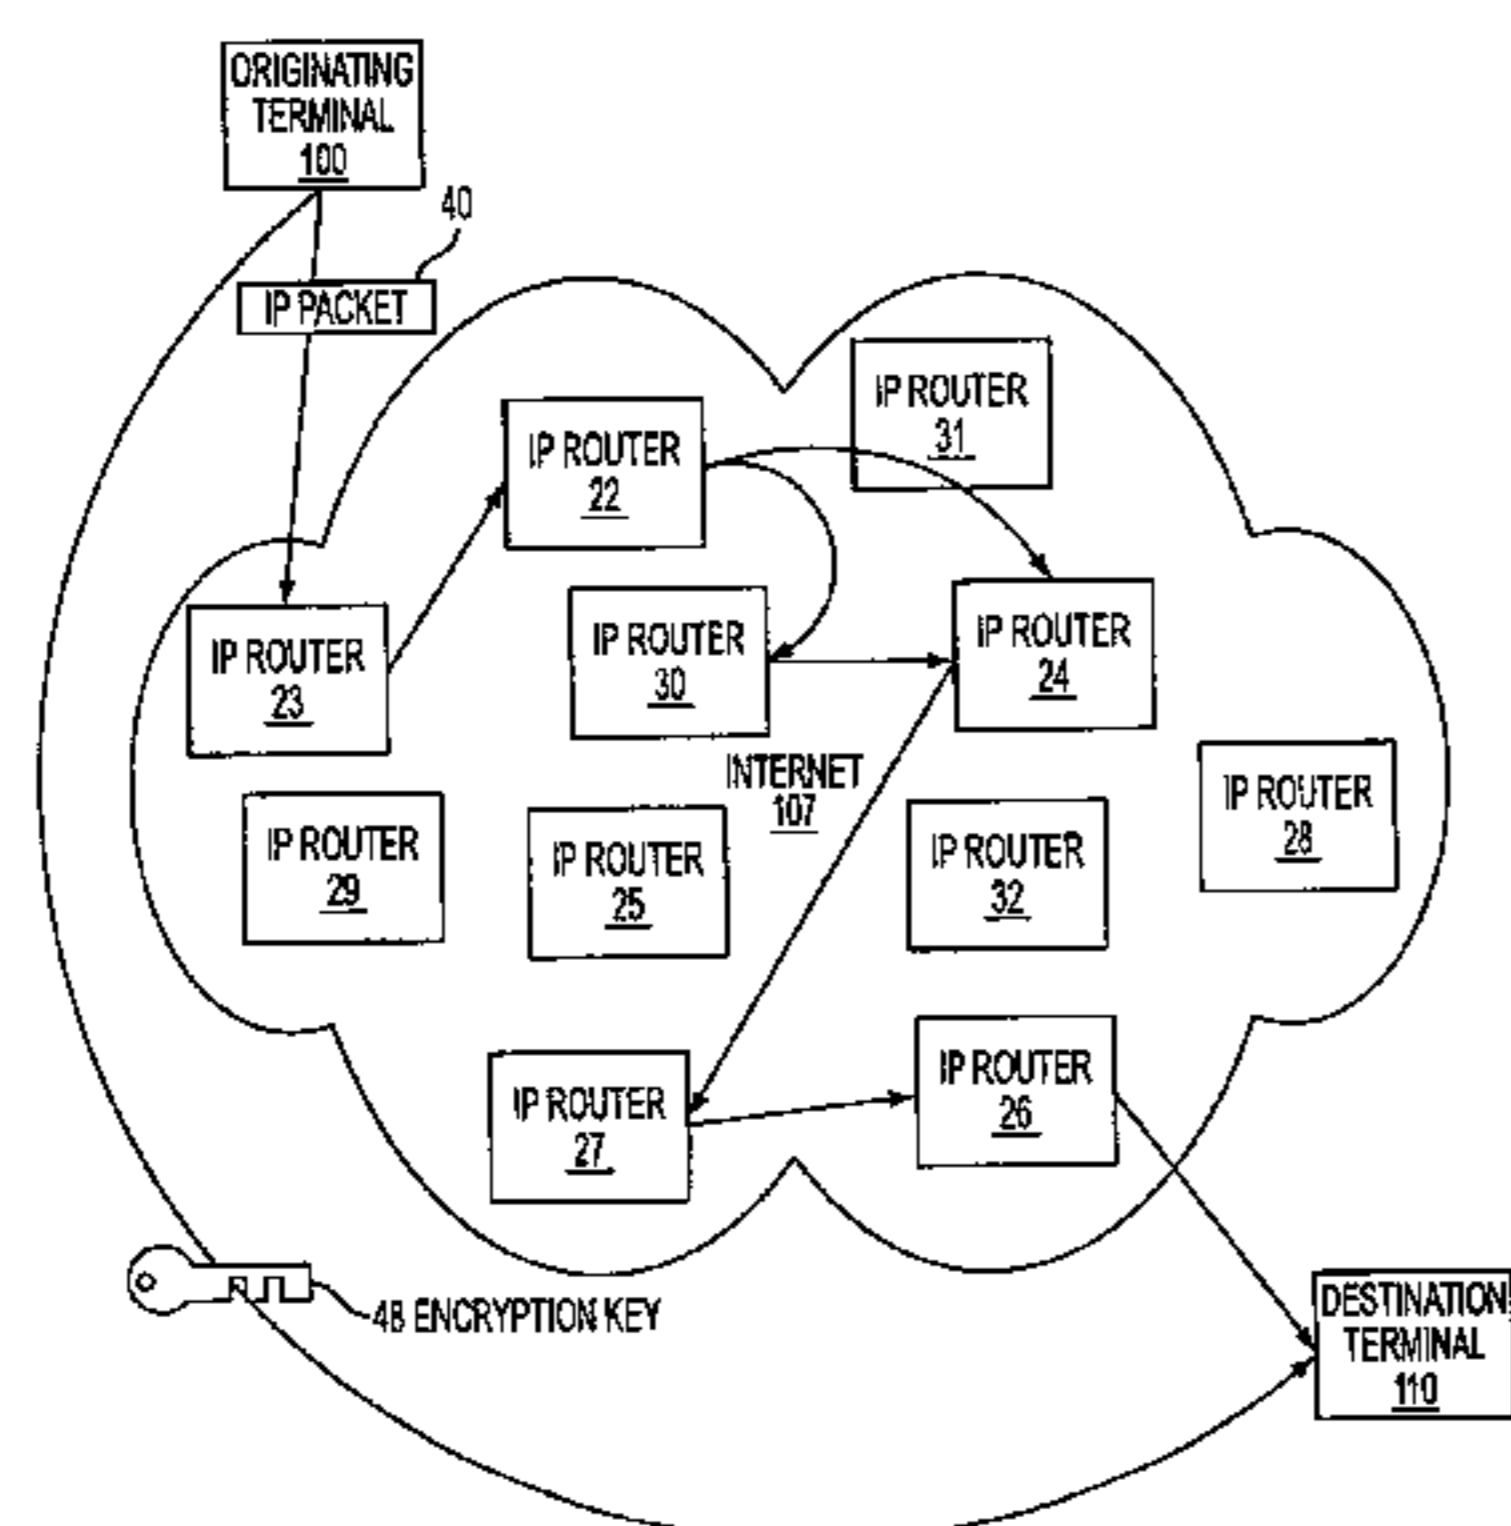 ORIGINATING
TERMINAL
100
40
IP PACKET
IP ROUTER
31
IP ROUTER
22
IP ROUTER
23
IP ROUTER
30
IP ROUTER
24
INTERNET
107
IP ROUTER
28
IP ROUTER
29
IP ROUTER
25
IP ROUTER
32
IP ROUTER
27
IP ROUTER
26
48 ENCRYPTION KEY
DESTINATION
TERMINAL
110